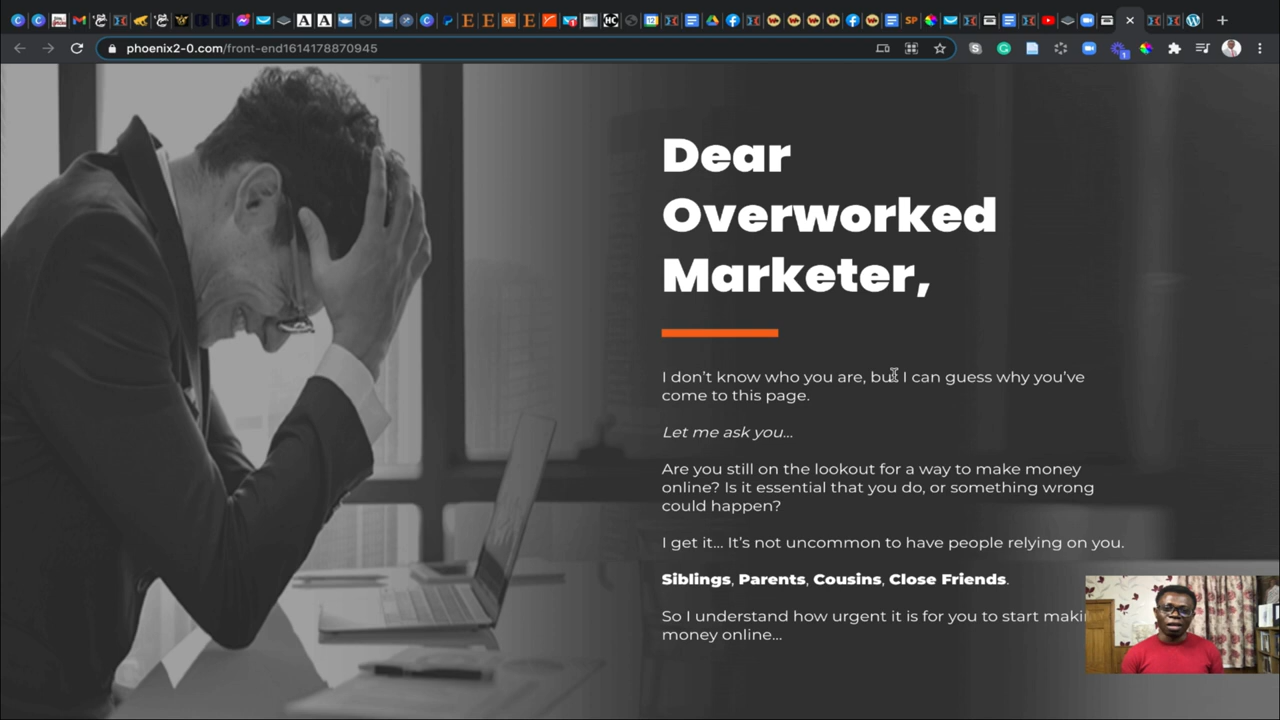 phoenix2-0.com/front-end1614178870945
Dear
Overworked
Marketer,
I don't know who you are, but I can guess why you've
come to this page.
Let me ask you...
Are you still on the lookout for a way to make money
online? Is it essential that you do, or something wrong
could happen?
I get it... It's not uncommon to have people relying on you.
Siblings, Parents, Cousins, Close Friends.
So I understand how urgent it is for you to start maki
money online...